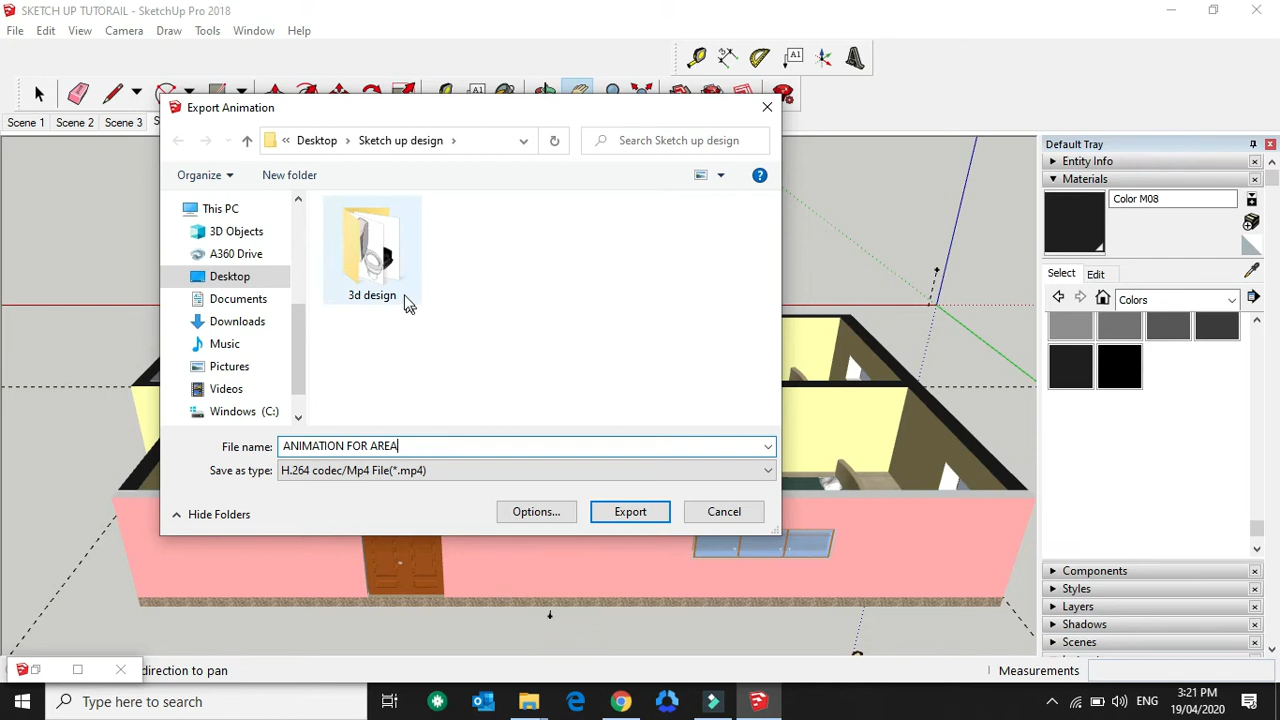 SKETCH UP TUTORAIL - SketchUp Pro 2018
File Edit View Camera Draw Tools Window Help
A1
A1
Scene 1 Scene 2 Scene 3
Export Animation
« Desktop > Sketch up design >
Search Sketch up design
Organize New folder
This PC
3D Objects
A360 Drive
Desktop
Documents
Downloads
Music
Pictures
Videos
Windows (C:)
3d design
File name: ANIMATION FOR AREA
Save as type: H.264 codec/Mp4 File(*.mp4)
Hide Folders
Options... Export Cancel
Default Tray
Entity Info
Materials
Color M08
Select Edit
Colors
Components
Styles
Layers
Shadows
Scenes
direction to pan
Measurements
Type here to search
ENG
3:21 PM
19/04/2020